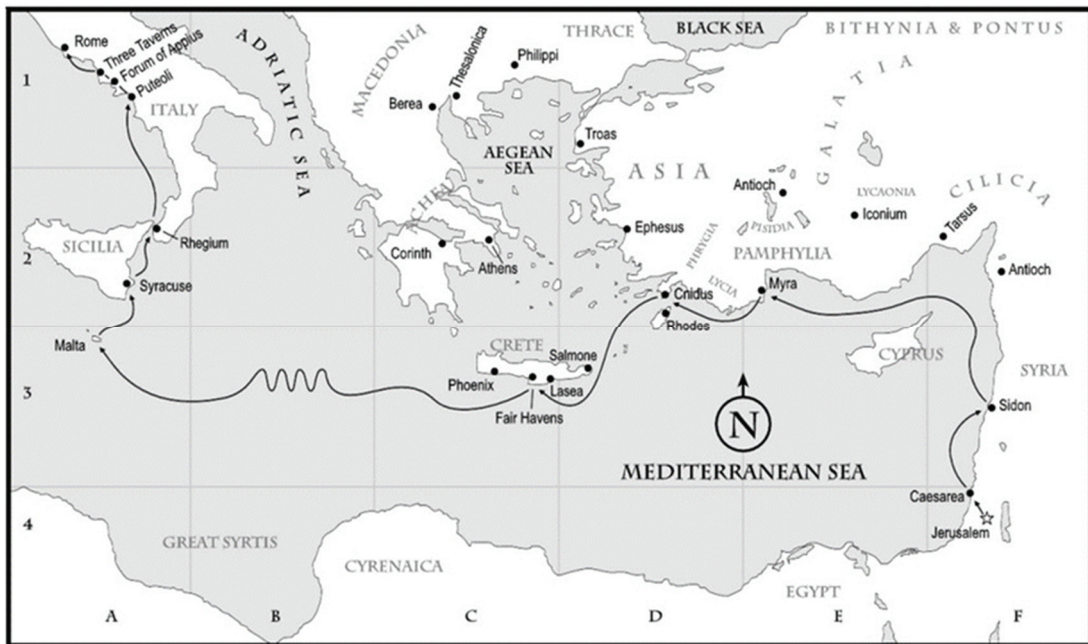 BLACK SEA
THRACE
BITHYNIA & PONTUS
Rome
Three Taverns
Forum of Appius
Puteoli
ADRIATIC SEA
MACEDONIA
Thesalonica
Philippi
GALATIA
1
ITALY
Berea
Troas
AEGEAN
SEA
ASIA
Antioch
LYCAONIA
CILICIA
ACHEA
Iconium
PISIDIA
Tarsus
SICILIA
Rhegium
Corinth
Athens
Ephesus
PHRYGIA
PAMPHYLIA
2
Antioch
Syracuse
LYCIA
Myra
Cnidus
Rhodes
Malta
CRETE
Salmone
CYPRUS
SYRIA
Phoenix
Lasea
3
Fair Havens
Sidon
N
MEDITERRANEAN SEA
Caesarea
4
Jerusalem
GREAT SYRTIS
CYRENAICA
EGYPT
A
B
C
D
E
F